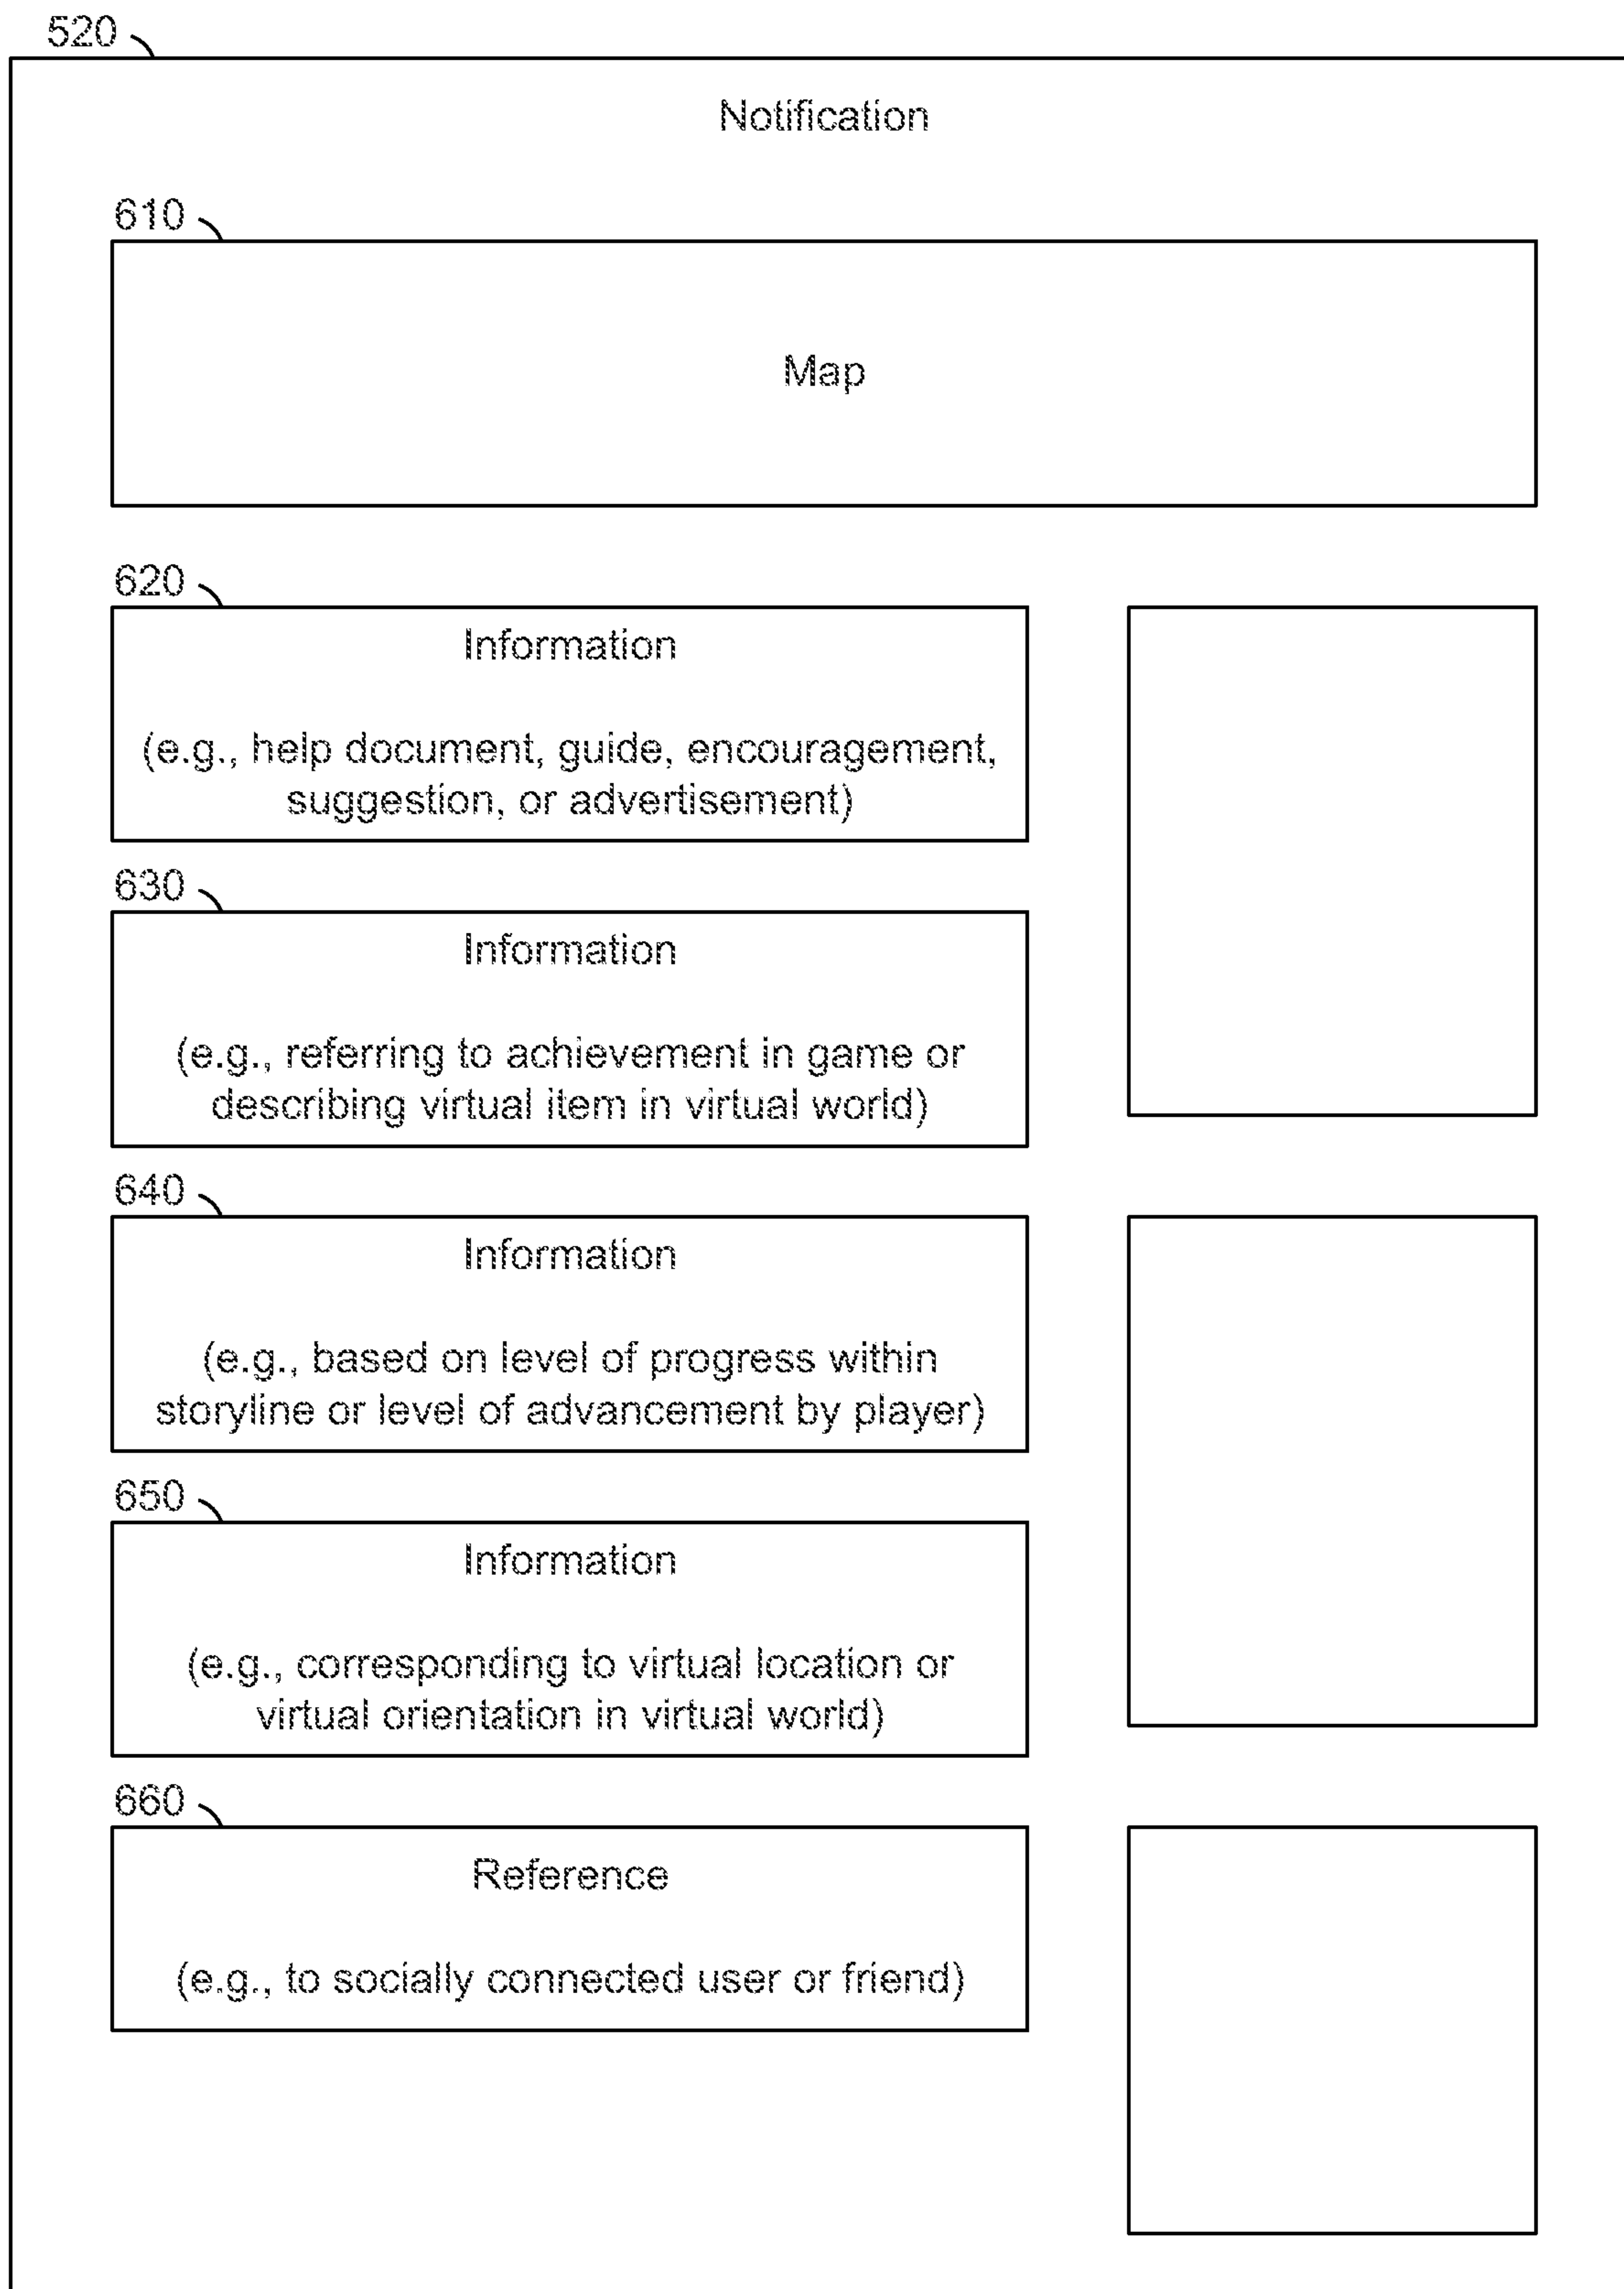 520
Notification
610
Map
620
Information
(e.g., help document, guide, encouragement,
suggestion, or advertisement)
630
Information
(e.g., referring to achievement in game or
describing virtual item in virtual world)
640
Information
(e.g., based on level of progress within
storyline or level of advancement by player)
650
Information
(e.g., corresponding to virtual location or
virtual orientation in virtual world)
660
Reference
(e.g., to socially connected user or friend)